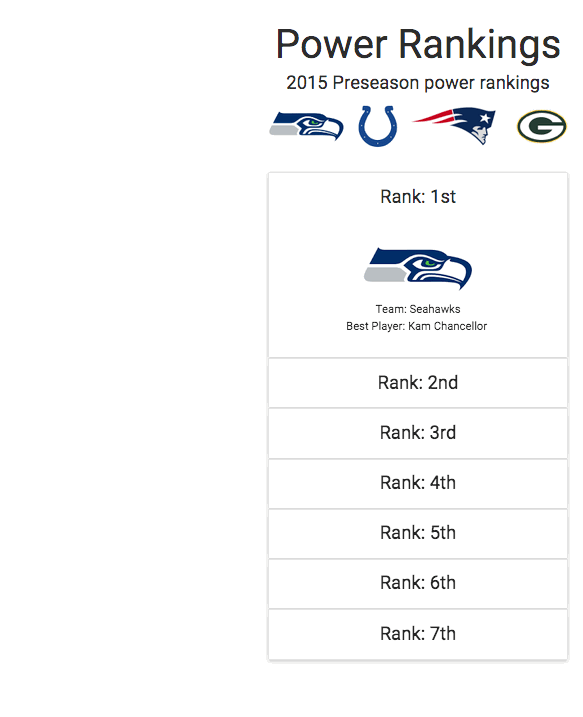 Power Rankings
2015 Preseason power rankings
G
Rank: 1st
Team: Seahawks
Best Player: Kam Chancellor
Rank: 2nd
Rank: 3rd
Rank: 4th
Rank: 5th
Rank: 6th
Rank: 7th